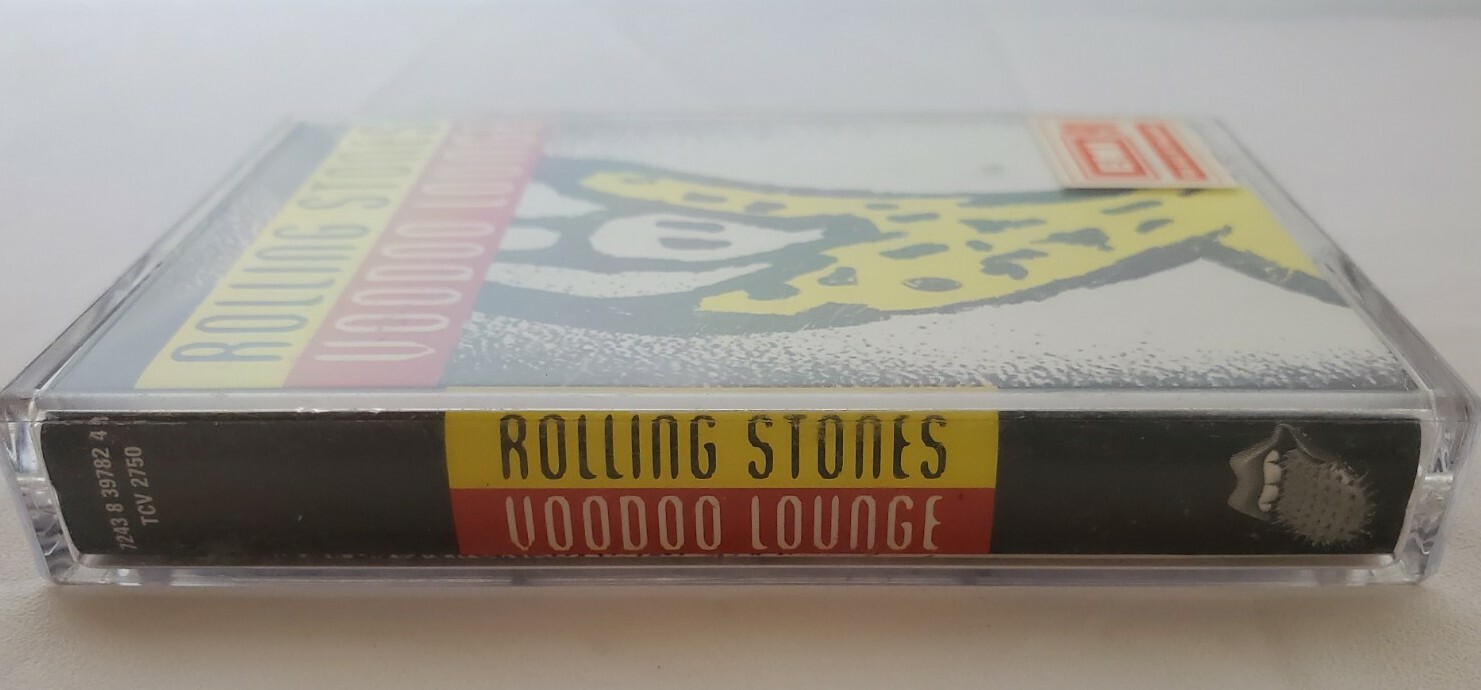 ROLLING STONES
VOODOO LOUNGE
7243 8 39782 4
TCV 2750
ROLLING STONES
VOODOO LOUNGE